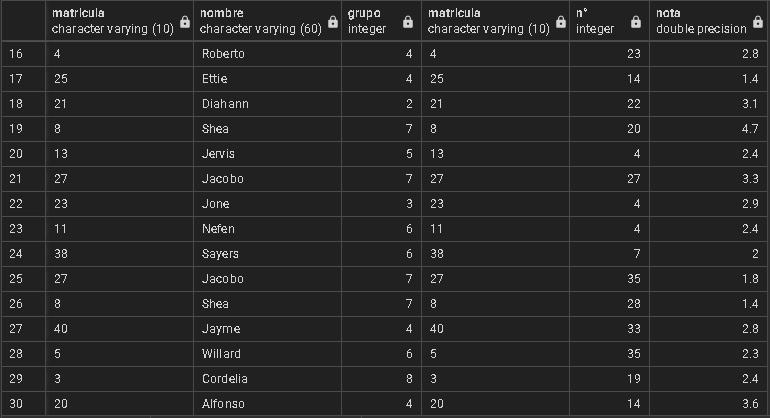 matricula nombre grupo matricula n° nota
character varying (10) character varying (60) integer character varying (10) integer double precision
16 4 Roberto 4 4 23 2.8
17 25 Ettie 4 25 14 1.4
18 21 Diahann 2 21 22 3.1
19 8 Shea 7 8 20 4.7
20 13 Jervis 5 13 4 2.4
21 27 Jacobo 7 27 27 3.3
22 23 Jone 3 23 4 2.9
23 11 Nefen 6 11 4 2.4
24 38 Sayers 6 38 7 2
25 27 Jacobo 7 27 35 1.8
26 8 Shea 7 8 28 1.4
27 40 Jayme 4 40 33 2.8
28 5 Willard 6 5 35 2.3
29 3 Cordelia 8 3 19 2.4
30 20 Alfonso 4 20 14 3.6